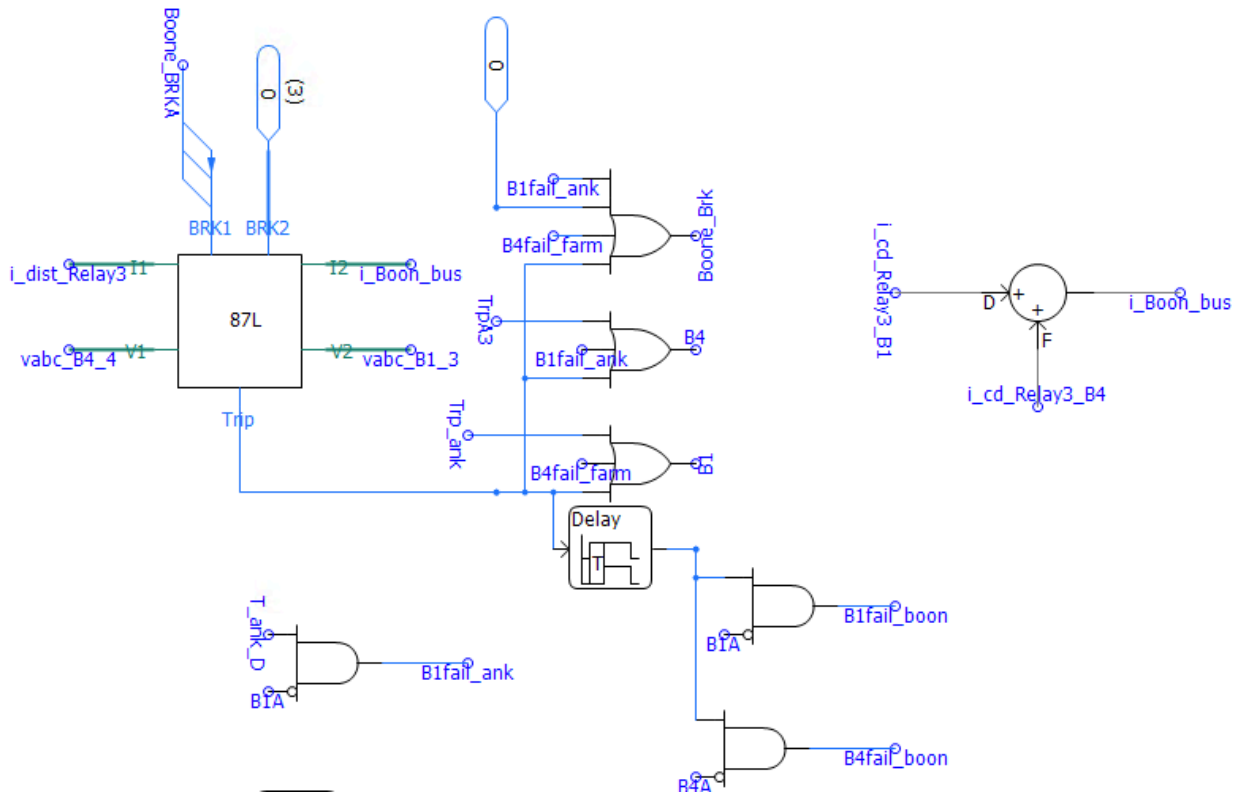 Boone_BRKA
0
(3)
0
BRK1
BRK2
B1fail_ank
B4fail_farm
Boone_Brk
i_dist_Relay3
I1
I2
i_Boon_bus
87L
vabc_B4_4
V1
V2
vabc_B1_3
Trip
TrpA3
B1fail_ank
B4
Trp_ank
B4fail_farm
B1
i_cd_Relay3_B1
D
+
+
F
i_Boon_bus
i_cd_Relay3_B4
Delay
T
T_ank_D
B1A
B1fail_ank
B1A
B1fail_boon
B4A
B4fail_boon